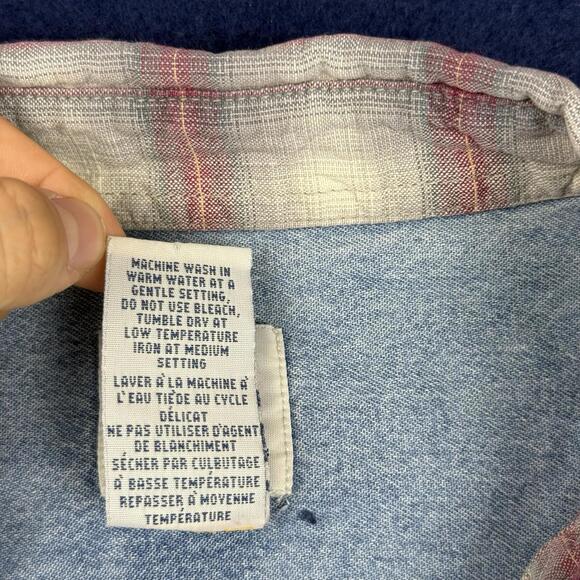 MACHINE WASH IN
WARM WATER AT A
GENTLE SETTING,
DO NOT USE BLEACH,
TUMBLE DRY AT
LOW TEMPERATURE
IRON AT MEDIUM
SETTING
LAVER À LA MACHINE À
L'EAU TIÈDE AU CYCLE
DÉLICAT
NE PAS UTILISER D'AGENT
DE BLANCHIMENT
SÉCHER PAR CULBUTAGE
À BASSE TEMPÉRATURE
REPASSER À MOYENNE
TEMPÉRATURE